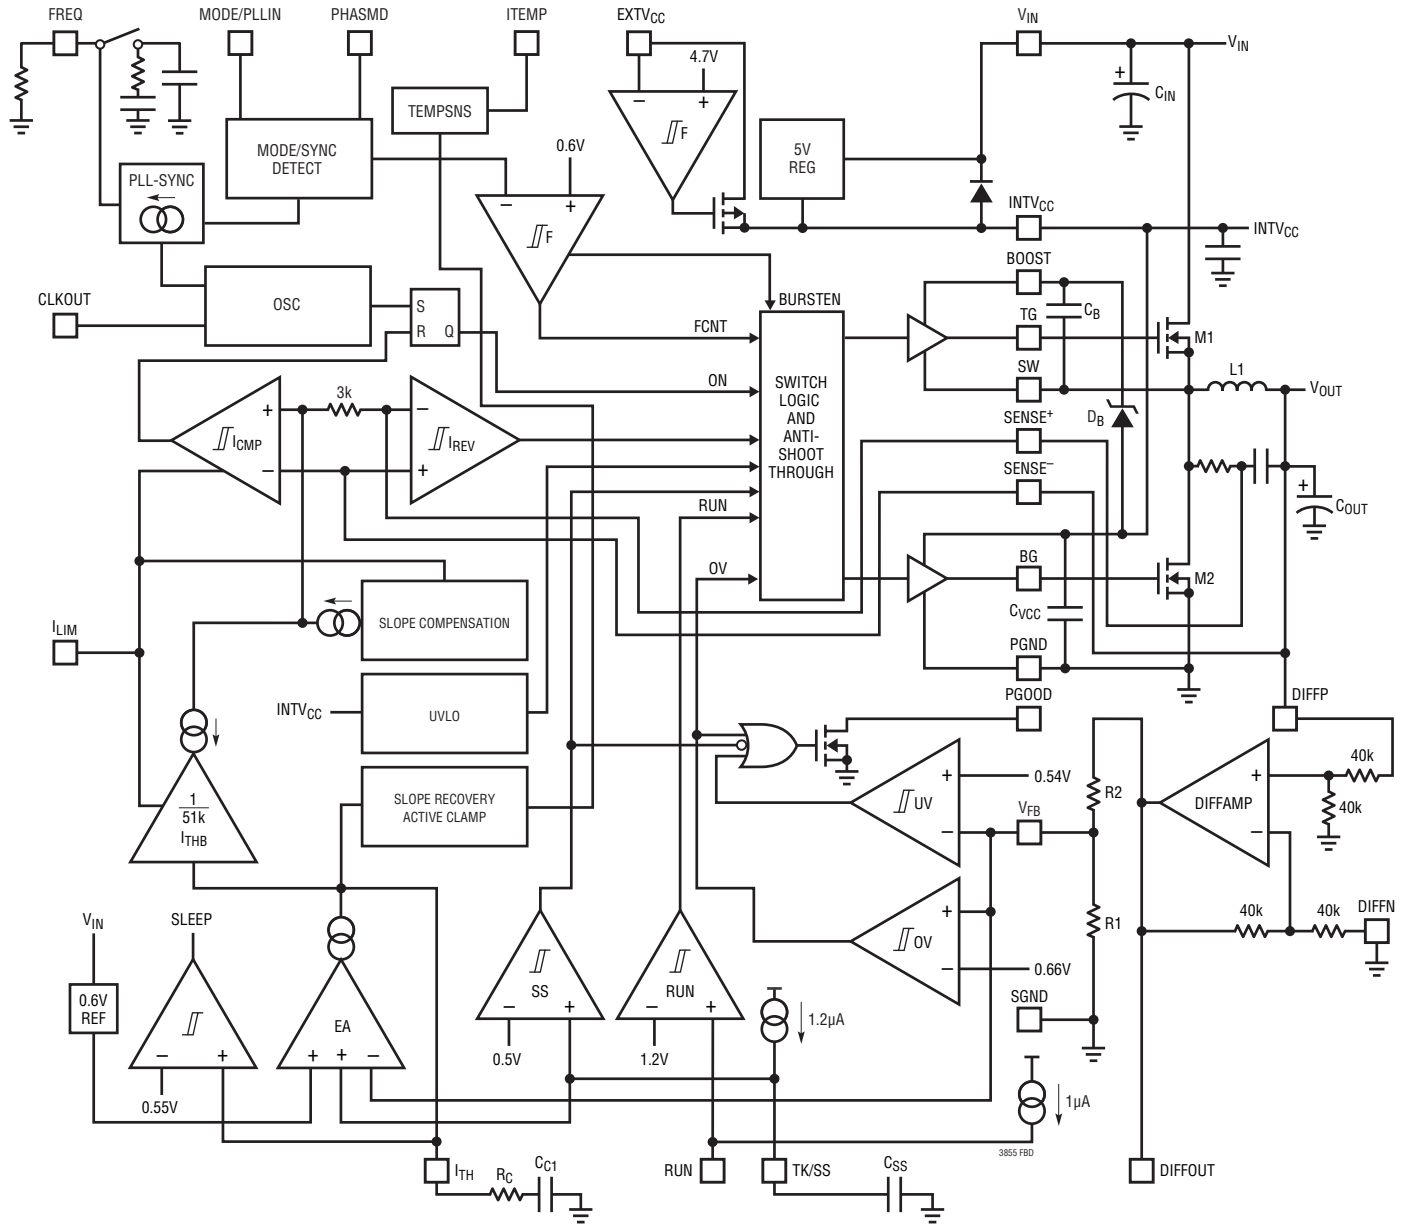 FREQ
MODE/PLLIN
PHASMD
ITEMP
EXTVCC
VIN
VIN
4.7V
− +
F
+
CIN
TEMPSNS
MODE/SYNC
DETECT
0.6V
5V
REG
PLL-SYNC
− +
F
INTVCC
INTVCC
BOOST
CLKOUT
OSC
S
R Q
BURSTEN
FCNT
TG
CB
M1
ON
SWITCH
LOGIC
AND
ANTI-
SHOOT
THROUGH
SW
L1
VOUT
3k
+
−
ICMP
−
+
IREV
SENSE+
DB
SENSE−
RUN
+
COUT
OV
BG
M2
CVCC
SLOPE COMPENSATION
ILIM
PGND
INTVCC
UVLO
PGOOD
DIFFP
40k
+
UV
−
0.54V
R2
+
DIFFAMP
−
40k
VFB
SLOPE RECOVERY
ACTIVE CLAMP
1
51k
ITHB
+
OV
−
0.66V
R1
40k
40k
DIFFN
VIN
SLEEP
0.6V
REF
SS
− +
RUN
− +
SGND
EA
+ + −
− +
0.5V
1.2V
1.2µA
0.55V
1µA
3855 FBD
ITH
RC
CC1
RUN
TK/SS
CSS
DIFFOUT